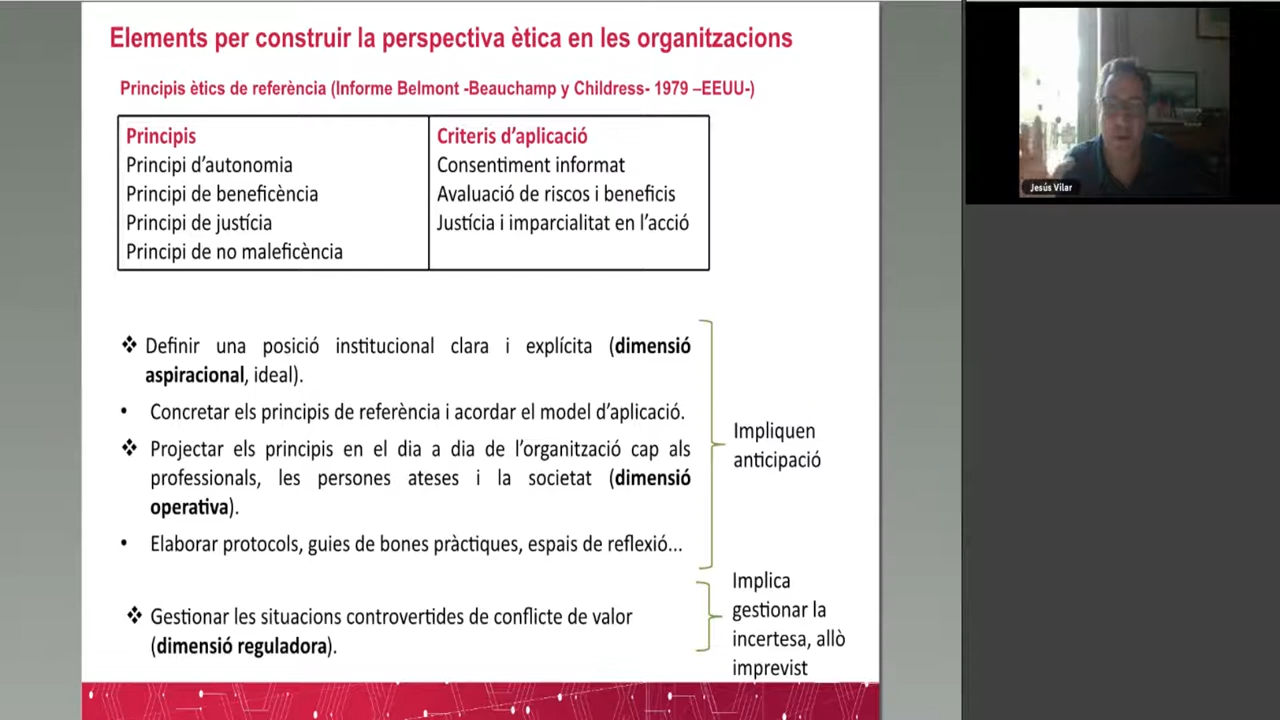 Elements per construir la perspectiva ètica en les organitzacions
Principis ètics de referència (Informe Belmont -Beauchamp y Childress- 1979 –EEUU-)
Principis
Principi d'autonomia
Principi de beneficència
Principi de justícia
Principi de no maleficència
Criteris d'aplicació
Consentiment informat
Avaluació de riscos i beneficis
Justícia i imparcialitat en l'acció
❖ Definir una posició institucional clara i explícita (dimensió
aspiracional, ideal).
• Concretar els principis de referència i acordar el model d'aplicació.
❖ Projectar els principis en el dia a dia de l'organització cap als
professionals, les persones ateses i la societat (dimensió
operativa).
• Elaborar protocols, guies de bones pràctiques, espais de reflexió...
Impliquen
anticipació
❖ Gestionar les situacions controvertides de conflicte de valor
(dimensió reguladora).
Implica
gestionar la
incertesa, allò
imprevist
Jesús Vilar